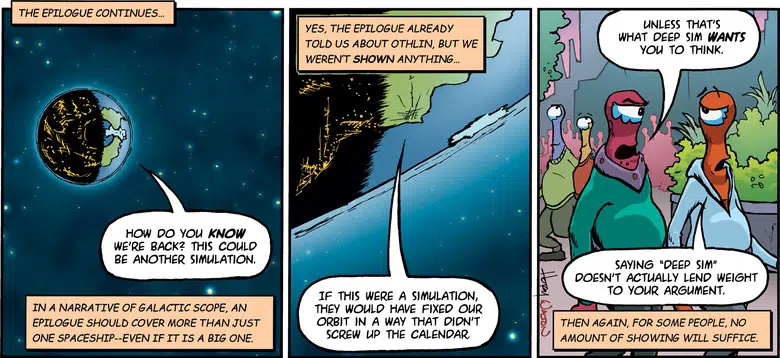 THE EPILOGUE CONTINUES...
HOW DO YOU KNOW
WE'RE BACK? THIS COULD
BE ANOTHER SIMULATION.
IN A NARRATIVE OF GALACTIC SCOPE, AN
EPILOGUE SHOULD COVER MORE THAN JUST
ONE SPACESHIP--EVEN IF IT IS A BIG ONE.
YES, THE EPILOGUE ALREADY
TOLD US ABOUT OTHLIN, BUT WE
WEREN'T SHOWN ANYTHING...
IF THIS WERE A SIMULATION,
THEY WOULD HAVE FIXED OUR
ORBIT IN A WAY THAT DIDN'T
SCREW UP THE CALENDAR.
UNLESS THAT'S
WHAT DEEP SIM WANTS
YOU TO THINK.
SAYING "DEEP SIM"
DOESN'T ACTUALLY LEND WEIGHT
TO YOUR ARGUMENT.
THEN AGAIN, FOR SOME PEOPLE, NO
AMOUNT OF SHOWING WILL SUFFICE.